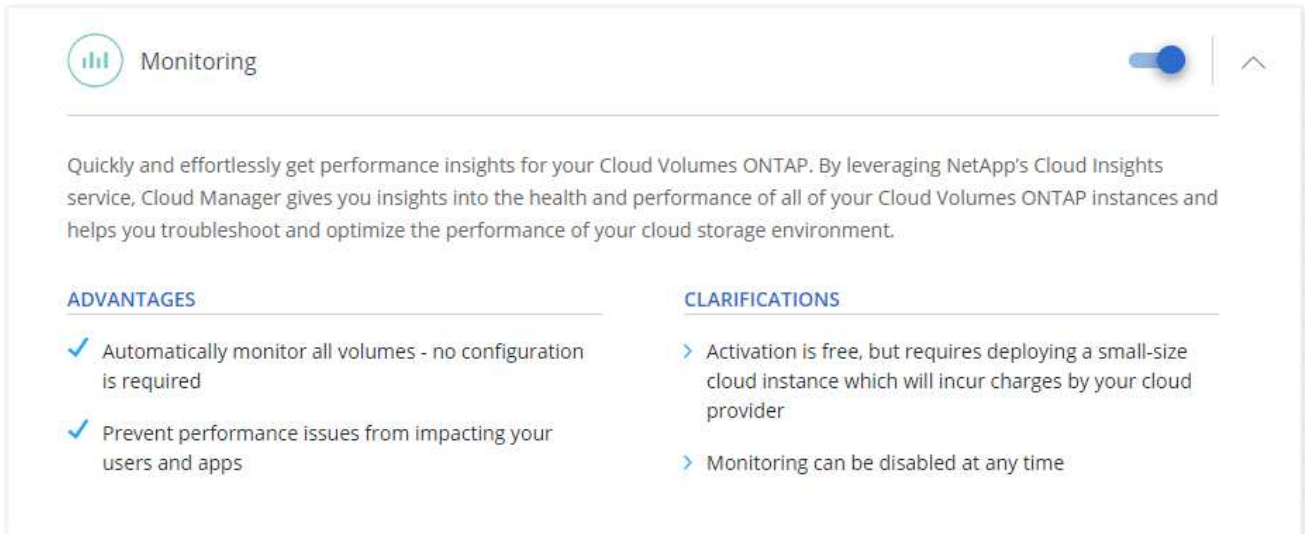 Monitoring
Quickly and effortlessly get performance insights for your Cloud Volumes ONTAP. By leveraging NetApp's Cloud Insights
service, Cloud Manager gives you insights into the health and performance of all of your Cloud Volumes ONTAP instances and
helps you troubleshoot and optimize the performance of your cloud storage environment.
ADVANTAGES
Automatically monitor all volumes - no configuration
is required
Prevent performance issues from impacting your
users and apps
CLARIFICATIONS
Activation is free, but requires deploying a small-size
cloud instance which will incur charges by your cloud
provider
Monitoring can be disabled at any time